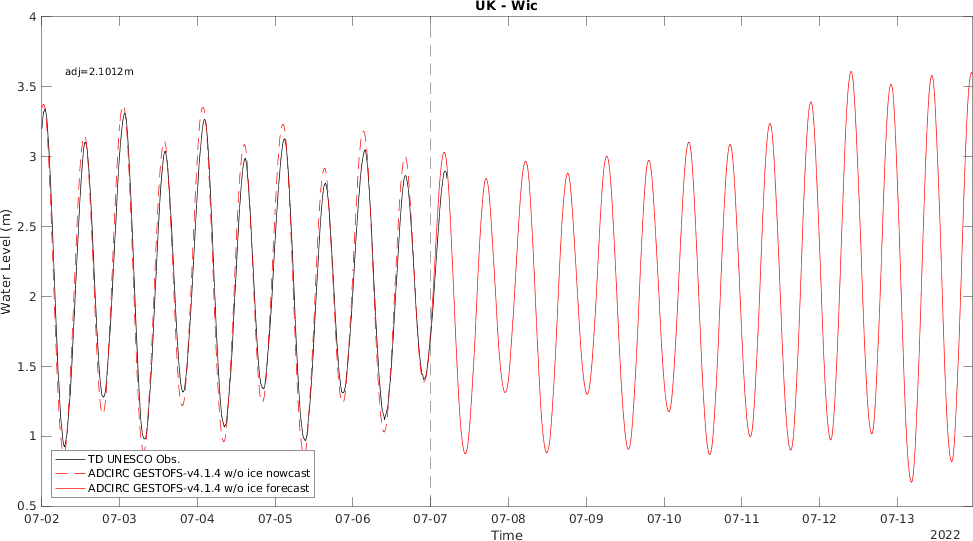 UK - Wic
adj=2.1012m
4
3.5
3
2.5
2
1.5
1
0.5
Water Level (m)
TD UNESCO Obs.
ADCIRC GESTOFS-v4.1.4 w/o ice nowcast
ADCIRC GESTOFS-v4.1.4 w/o ice forecast
07-02 07-03 07-04 07-05 07-06 07-07 07-08 07-09 07-10 07-11 07-12 07-13
Time
2022